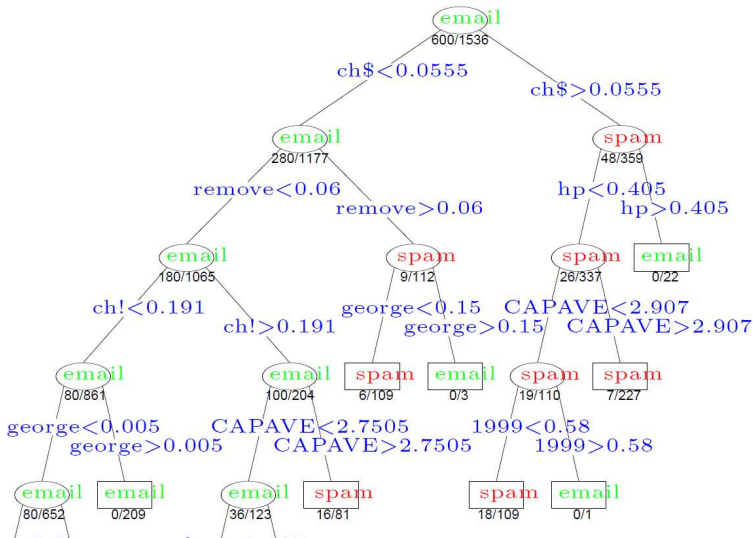 email
600/1536
ch$<0.0555
ch$>0.0555
email
280/1177
spam
48/359
remove<0.06
remove>0.06
hp<0.405
hp>0.405
email
180/1065
spam
9/112
spam
26/337
email
0/22
ch!<0.191
ch!>0.191
george<0.15
george>0.15
CAPAVE<2.907
CAPAVE>2.907
email
80/861
email
100/204
spam
6/109
email
0/3
spam
19/110
spam
7/227
george<0.005
george>0.005
CAPAVE<2.7505
CAPAVE>2.7505
1999<0.58
1999>0.58
email
80/652
email
0/209
email
36/123
spam
16/81
spam
18/109
email
0/1